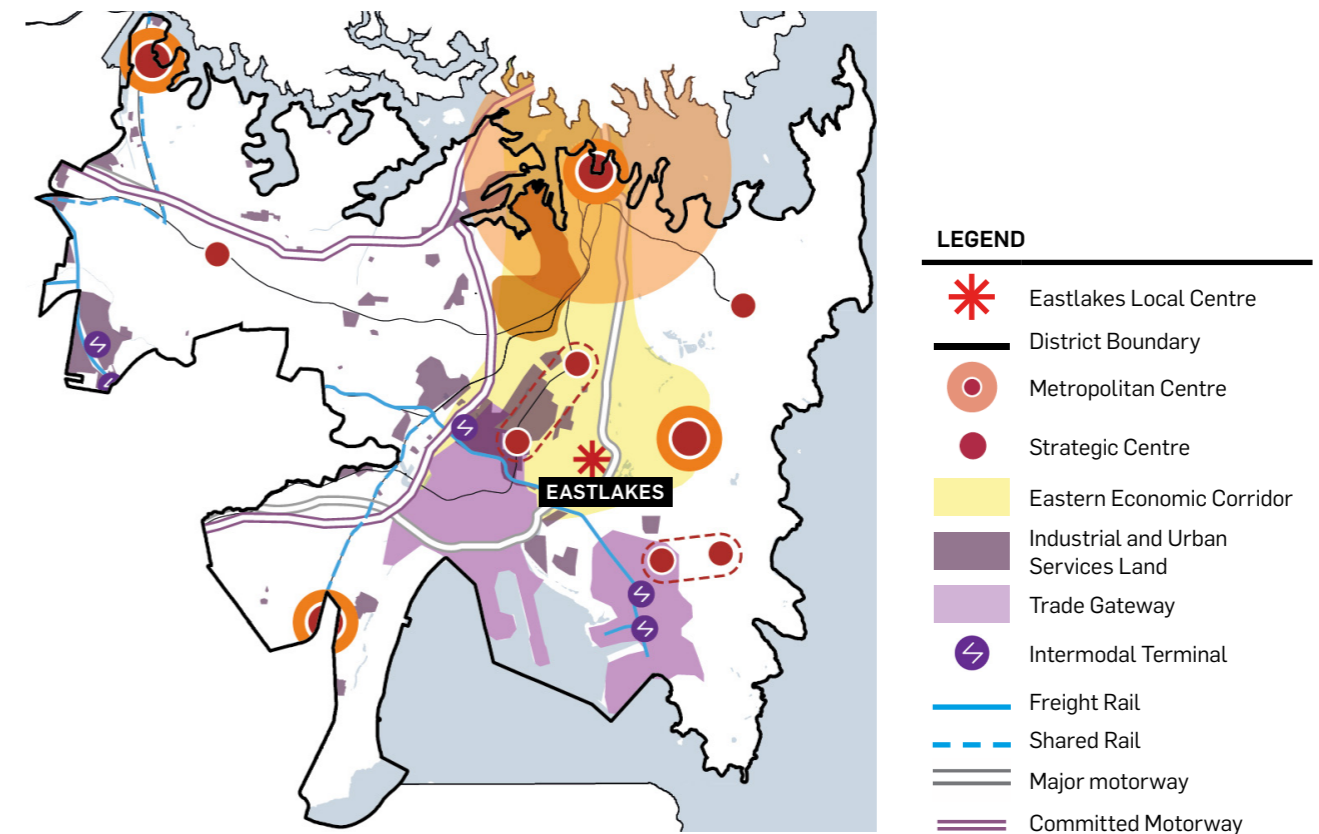 EASTLAKES
LEGEND
Eastlakes Local Centre
District Boundary
Metropolitan Centre
Strategic Centre
Eastern Economic Corridor
Industrial and Urban
Services Land
Trade Gateway
Intermodal Terminal
Freight Rail
Shared Rail
Major motorway
Committed Motorway